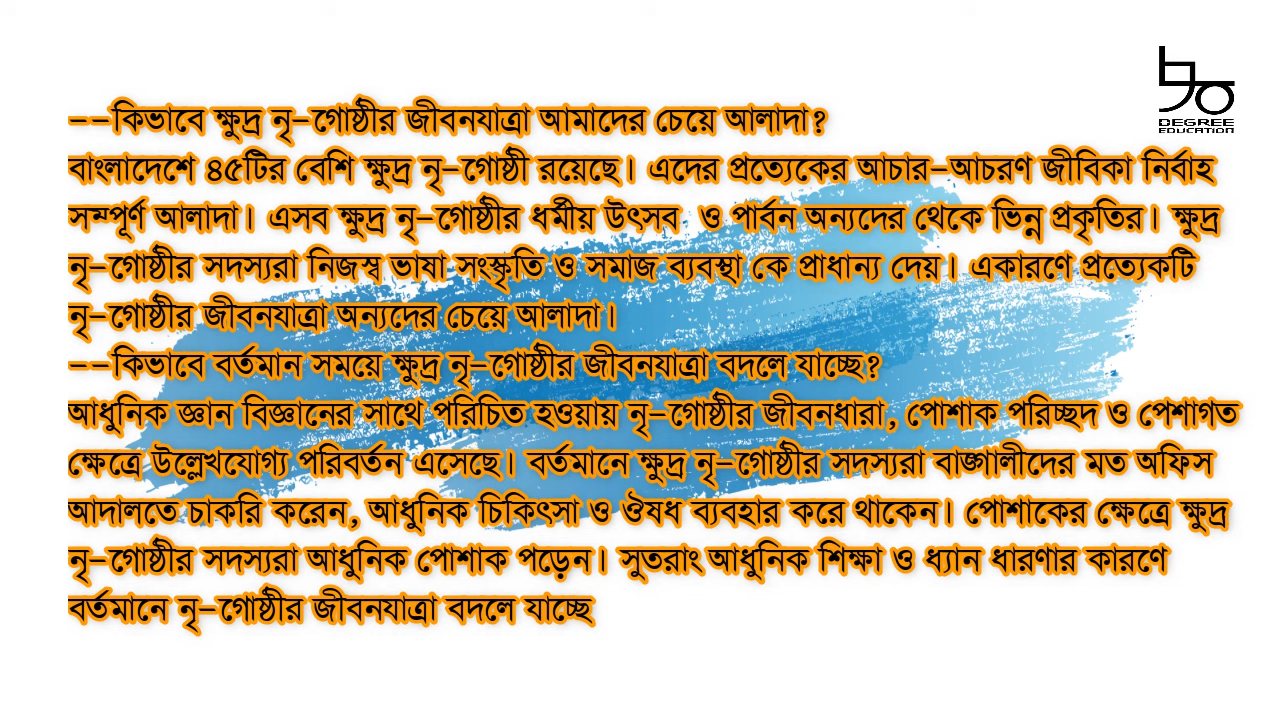 --কিভাবে ক্ষুদ্র নৃ-গোষ্ঠীর জীবনযাত্রা আমাদের চেয়ে আলাদা?
বাংলাদেশে ৪৫টির বেশি ক্ষুদ্র নৃ-গোষ্ঠী রয়েছে। এদের প্রত্যেকের আচার-আচরণ জীবিকা নির্বাহ
সম্পূর্ণ আলাদা। এসব ক্ষুদ্র নৃ-গোষ্ঠীর ধর্মীয় উৎসব ও পার্বন অন্যদের থেকে ভিন্ন প্রকৃতির। ক্ষুদ্র
নৃ-গোষ্ঠীর সদস্যরা নিজস্ব ভাষা সংস্কৃতি ও সমাজ ব্যবস্থা কে প্রাধান্য দেয়। একারণে প্রত্যেকটি
নৃ-গোষ্ঠীর জীবনযাত্রা অন্যদের চেয়ে আলাদা।
--কিভাবে বর্তমান সময়ে ক্ষুদ্র নৃ-গোষ্ঠীর জীবনযাত্রা বদলে যাচ্ছে?
আধুনিক জ্ঞান বিজ্ঞানের সাথে পরিচিত হওয়ায় নৃ-গোষ্ঠীর জীবনধারা, পোশাক পরিচ্ছদ ও পেশাগত
ক্ষেত্রে উল্লেখযোগ্য পরিবর্তন এসেছে। বর্তমানে ক্ষুদ্র নৃ-গোষ্ঠীর সদস্যরা বাঙ্গালীদের মত অফিস
আদালতে চাকরি করেন, আধুনিক চিকিৎসা ও ঔষধ ব্যবহার করে থাকেন। পোশাকের ক্ষেত্রে ক্ষুদ্র
নৃ-গোষ্ঠীর সদস্যরা আধুনিক পোশাক পড়েন। সুতরাং আধুনিক শিক্ষা ও ধ্যান ধারণার কারণে
বর্তমানে নৃ-গোষ্ঠীর জীবনযাত্রা বদলে যাচ্ছে
DEGREE
EDUCATION